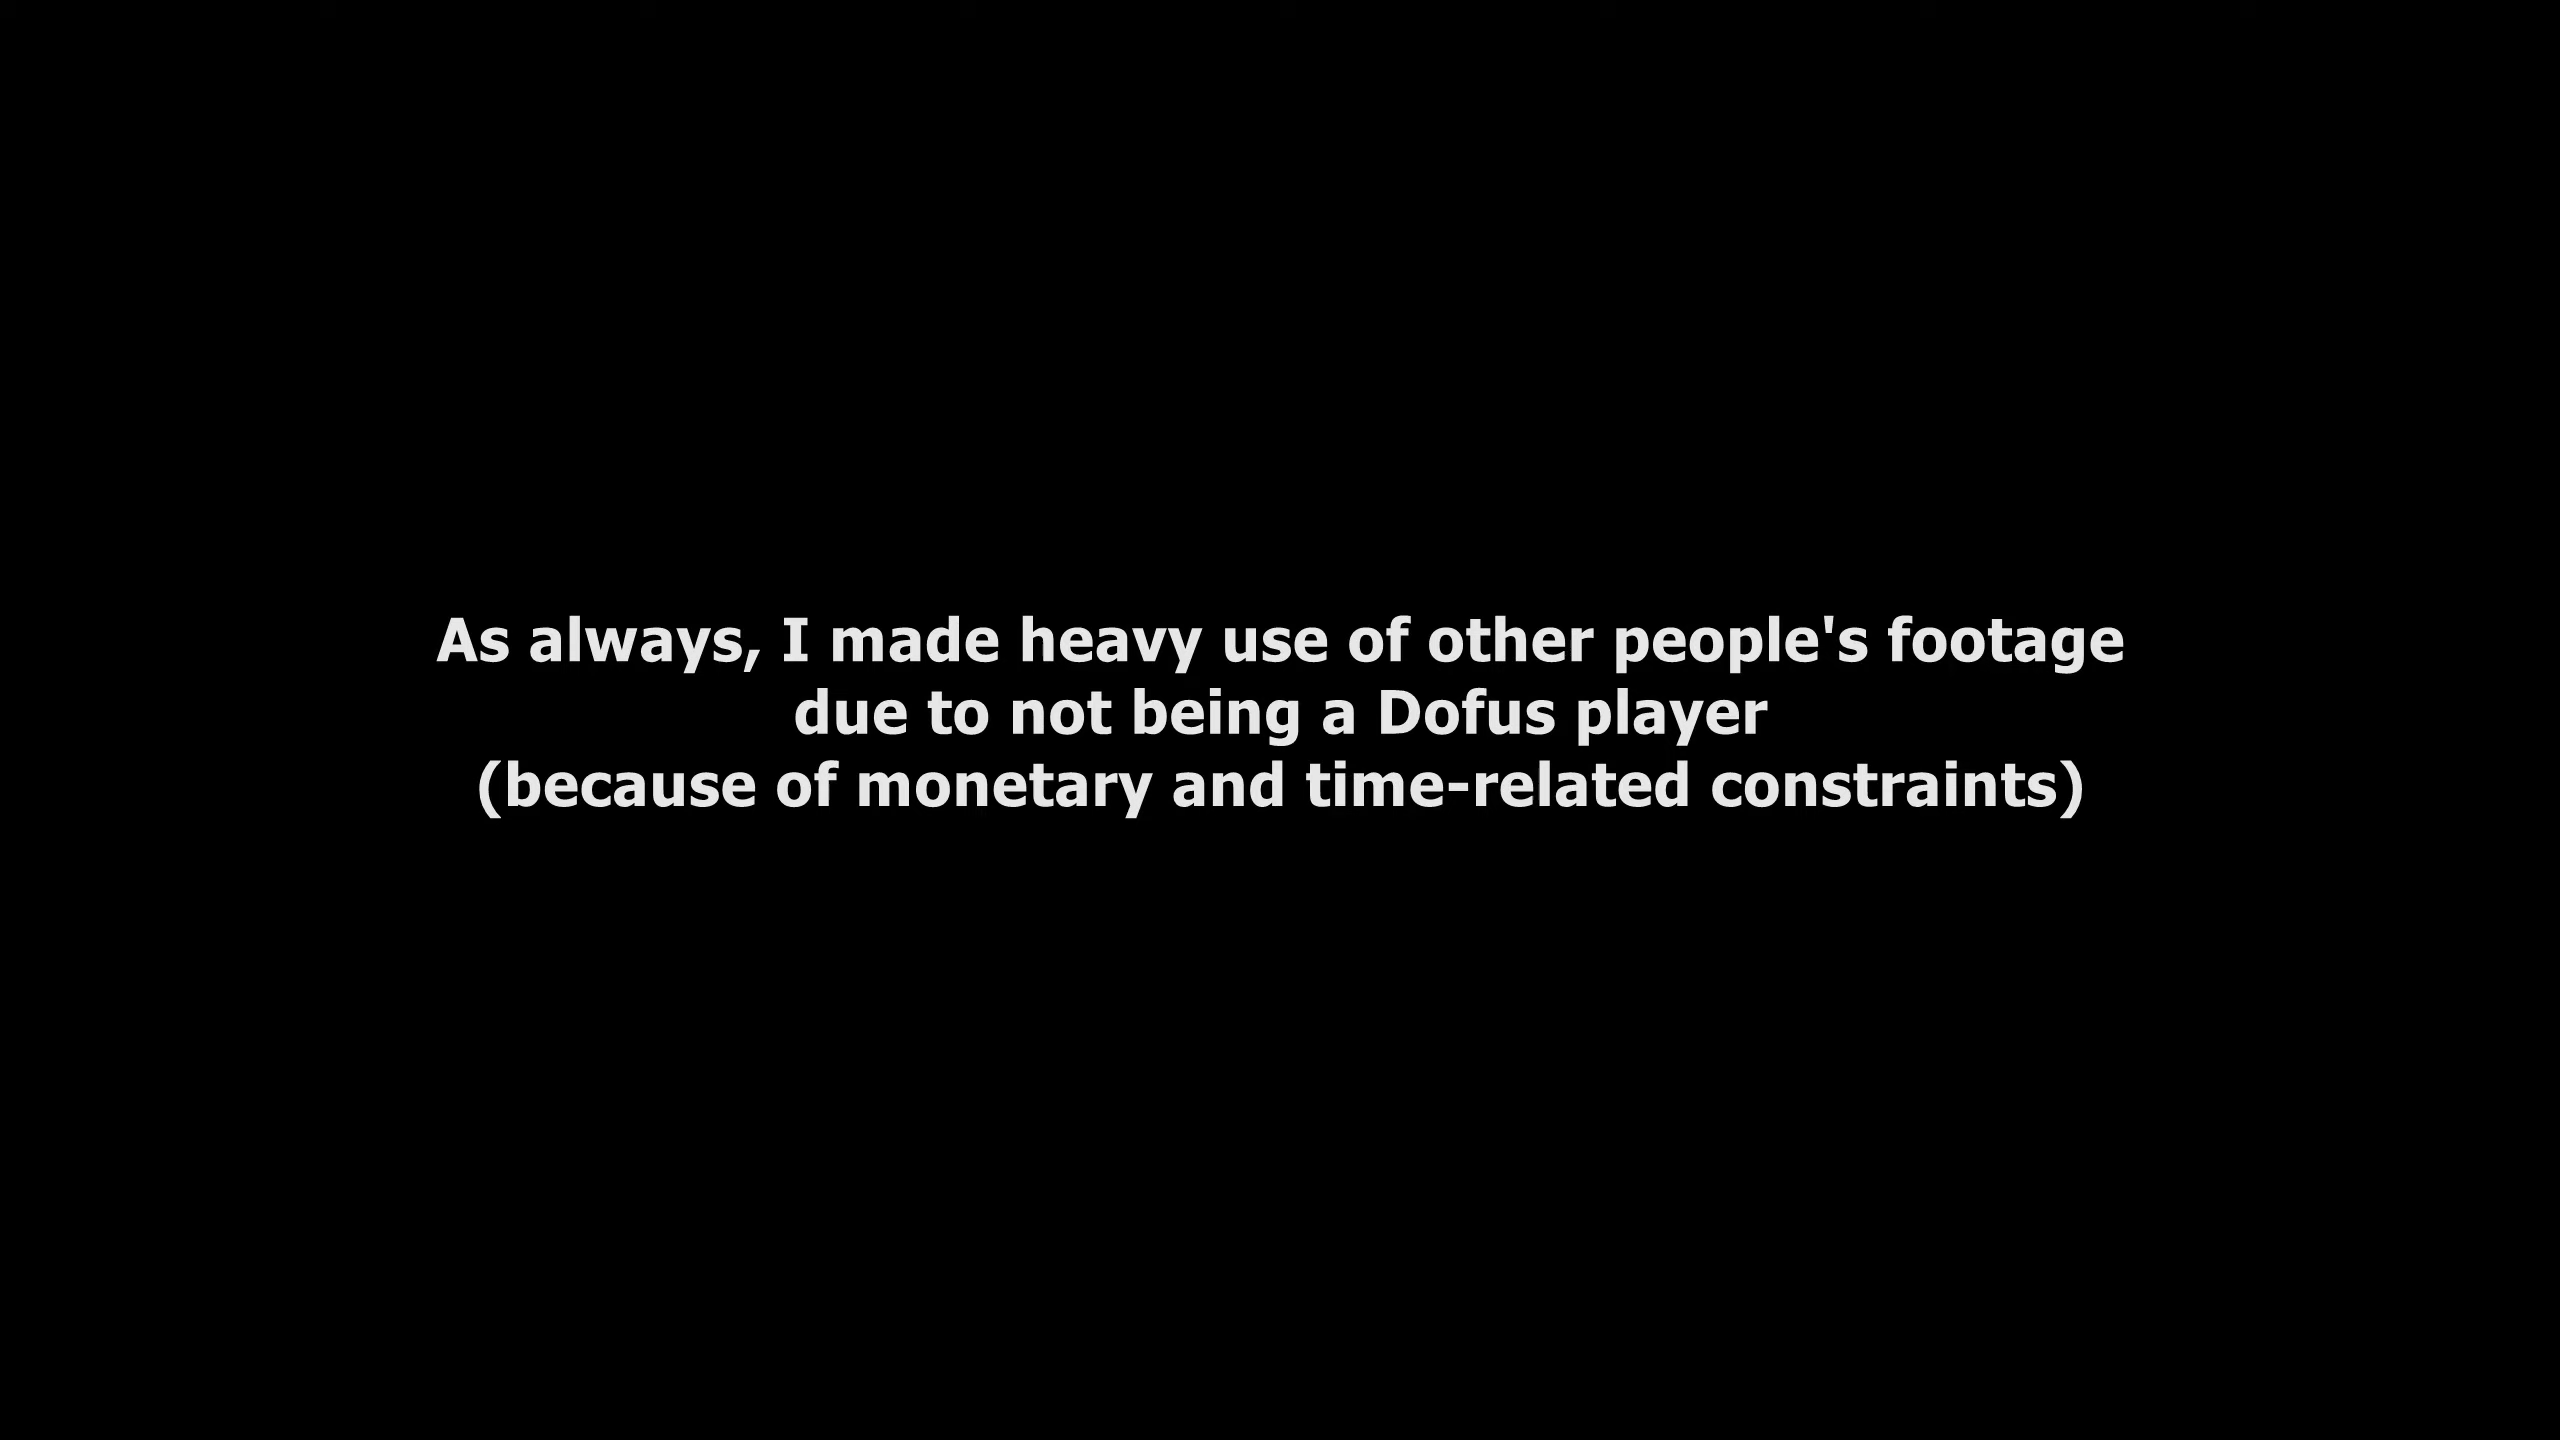 As always, I made heavy use of other people's footage
due to not being a Dofus player
(because of monetary and time-related constraints)